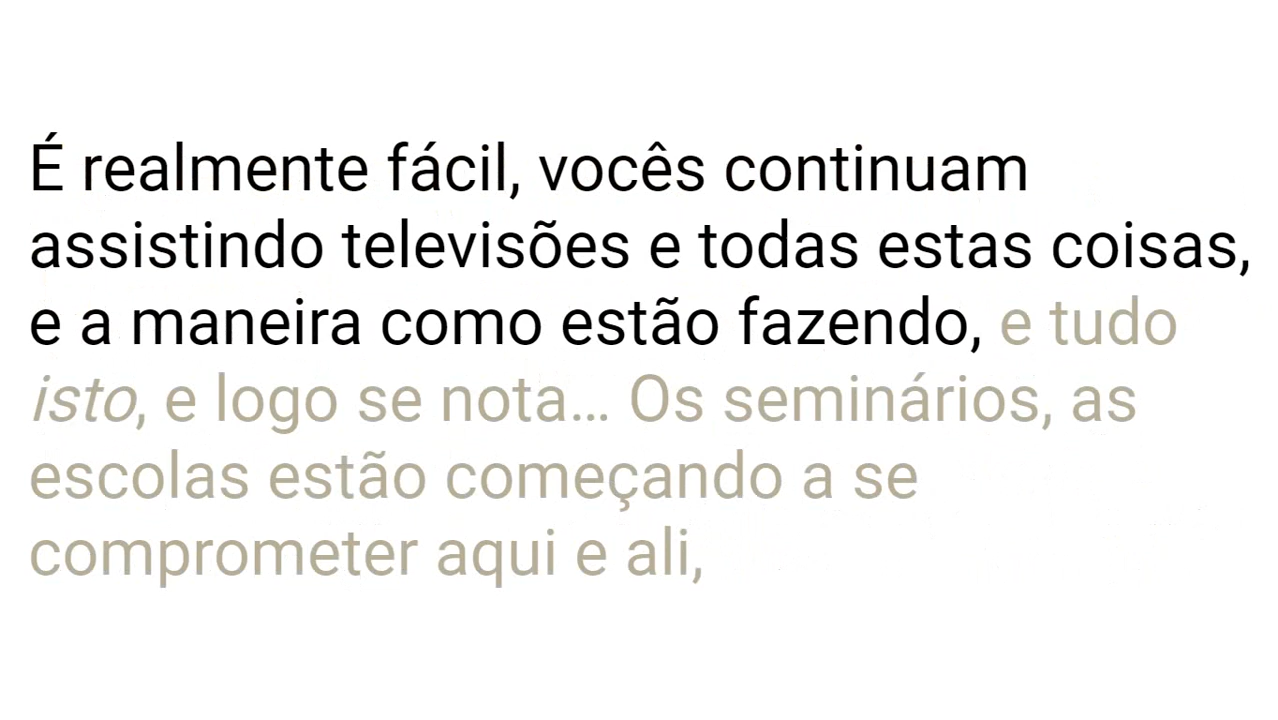 É realmente fácil, vocês continuam
assistindo televisões e todas estas coisas,
e a maneira como estão fazendo, e tudo
isto, e logo se nota... Os seminários, as
escolas estão começando a se
comprometer aqui e ali,